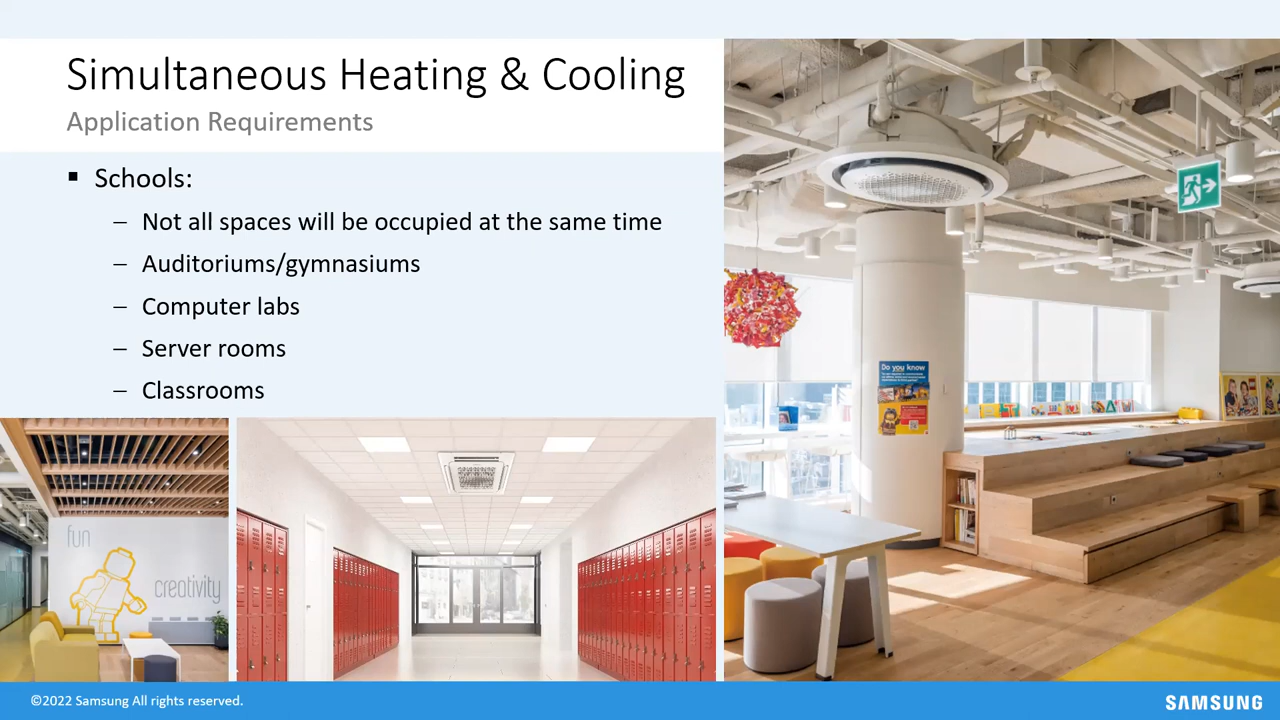 Simultaneous Heating & Cooling
Application Requirements
▪ Schools:
– Not all spaces will be occupied at the same time
– Auditoriums/gymnasiums
– Computer labs
– Server rooms
– Classrooms
fun
creativity
Do you know
©2022 Samsung All rights reserved.
SAMSUNG